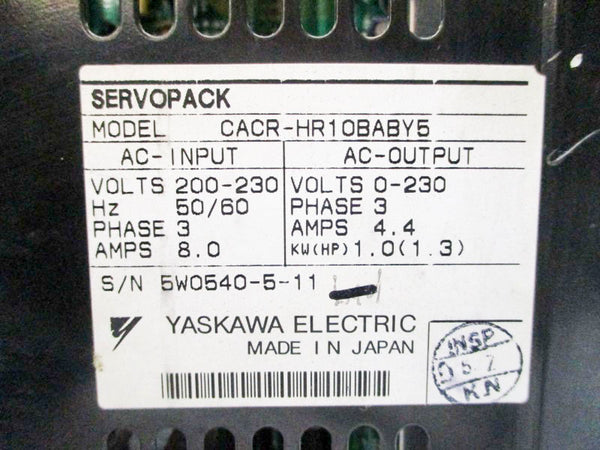 SERVOPACK
MODEL CACR-HR10BABY5
AC-INPUT AC-OUTPUT
VOLTS 200-230 VOLTS 0-230
Hz 50/60 PHASE 3
PHASE 3 AMPS 4.4
AMPS 8.0 KW(HP) 1.0(1.3)
S/N 5W0540-5-11
YASKAWA ELECTRIC
MADE IN JAPAN
INSP
KN